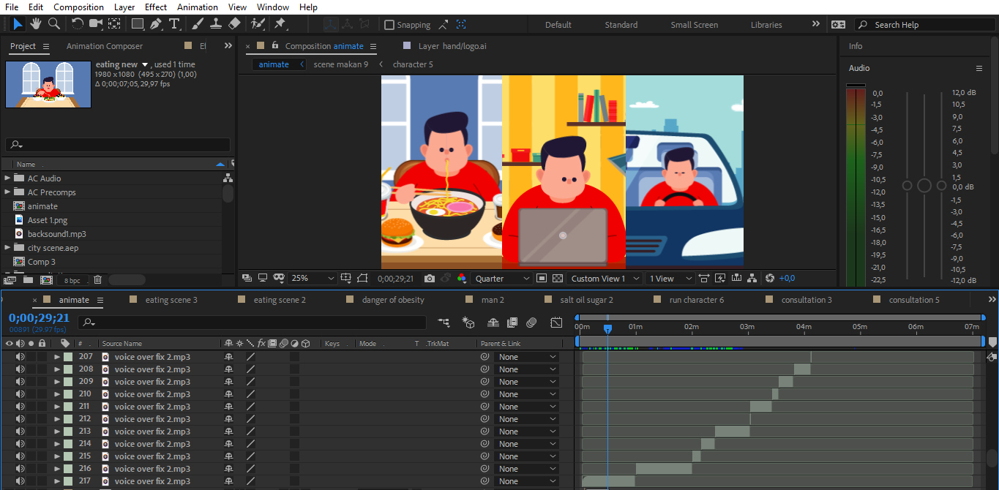 File Edit Composition Layer Effect Animation View Window Help
Snapping Default Standard Small Screen Libraries Search Help
Project Animation Composer
eating new , used 1 time
1980 x 1080 (495 x 270) (1,00)
Δ 0;00;07;05, 29,97 fps
Name
AC Audio
AC Precomps
animate
Asset 1.png
backsound1.mp3
city scene.aep
Comp 3
8 bpc
Composition animate Layer hand/logo.ai
animate scene makan 9 character 5
25% 0;00;29;21 Quarter Custom View 1 1 View +0,0
Info
Audio
0,0
-1,5
-3,0
-4,5
-6,0
-7,5
-9,0
-10,5
-12,0
-13,5
-15,0
-16,5
-18,0
-19,5
-21,0
-22,5
12,0 dB
10,5
9,0
7,5
6,0
4,5
3,0
1,5
0,0 dB
-1,5
-3,0
-4,5
-6,0
-7,5
-9,0
-10,5
-12,0 dB
animate eating scene 3 eating scene 2 danger of obesity man 2 salt oil sugar 2 run character 6 consultation 3 consultation 5
0;00;29;21
00891 (29.97 fps)
00m 01m 02m 03m 04m 05m 06m 07m
# Source Name fx Keys Mode T .TrkMat Parent & Link
207 voice over fix 2.mp3 None
208 voice over fix 2.mp3 None
209 voice over fix 2.mp3 None
210 voice over fix 2.mp3 None
211 voice over fix 2.mp3 None
212 voice over fix 2.mp3 None
213 voice over fix 2.mp3 None
214 voice over fix 2.mp3 None
215 voice over fix 2.mp3 None
216 voice over fix 2.mp3 None
217 voice over fix 2.mp3 None